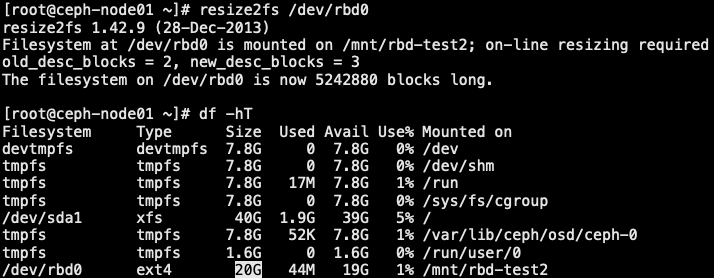 [root@ceph-node01 ~]# resize2fs /dev/rbd0
resize2fs 1.42.9 (28-Dec-2013)
Filesystem at /dev/rbd0 is mounted on /mnt/rbd-test2; on-line resizing required
old_desc_blocks = 2, new_desc_blocks = 3
The filesystem on /dev/rbd0 is now 5242880 blocks long.

[root@ceph-node01 ~]# df -hT
Filesystem     Type      Size  Used Avail Use% Mounted on
devtmpfs       devtmpfs  7.8G     0  7.8G   0% /dev
tmpfs          tmpfs     7.8G     0  7.8G   0% /dev/shm
tmpfs          tmpfs     7.8G   17M  7.8G   1% /run
tmpfs          tmpfs     7.8G     0  7.8G   0% /sys/fs/cgroup
/dev/sda1      xfs        40G  1.9G   39G   5% /
tmpfs          tmpfs     7.8G   52K  7.8G   1% /var/lib/ceph/osd/ceph-0
tmpfs          tmpfs     1.6G     0  1.6G   0% /run/user/0
/dev/rbd0      ext4       20G   44M   19G   1% /mnt/rbd-test2